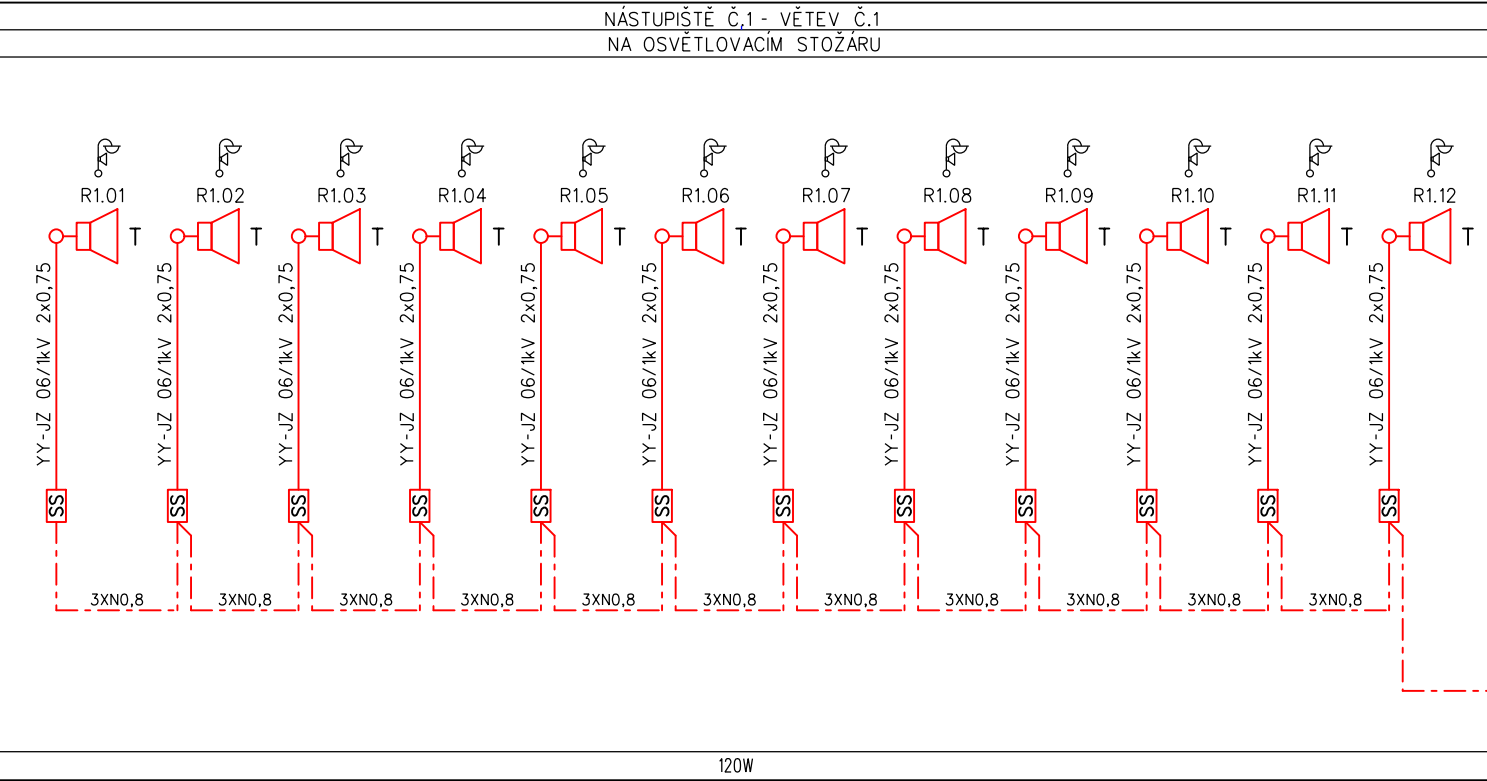 NÁSTUPIŠTĚ Č,1 - VĚTEV Č.1
NA OSVĚTLOVACÍM STOŽÁRU
R1.01 R1.02 R1.03 R1.04 R1.05 R1.06 R1.07 R1.08 R1.09 R1.10 R1.11 R1.12
T T T T T T T T T T T T
YY-JZ 06/1kV 2x0,75
YY-JZ 06/1kV 2x0,75
YY-JZ 06/1kV 2x0,75
YY-JZ 06/1kV 2x0,75
YY-JZ 06/1kV 2x0,75
YY-JZ 06/1kV 2x0,75
YY-JZ 06/1kV 2x0,75
YY-JZ 06/1kV 2x0,75
YY-JZ 06/1kV 2x0,75
YY-JZ 06/1kV 2x0,75
YY-JZ 06/1kV 2x0,75
YY-JZ 06/1kV 2x0,75
SS SS SS SS SS SS SS SS SS SS SS SS
3XN0,8 3XN0,8 3XN0,8 3XN0,8 3XN0,8 3XN0,8 3XN0,8 3XN0,8 3XN0,8 3XN0,8 3XN0,8
120W